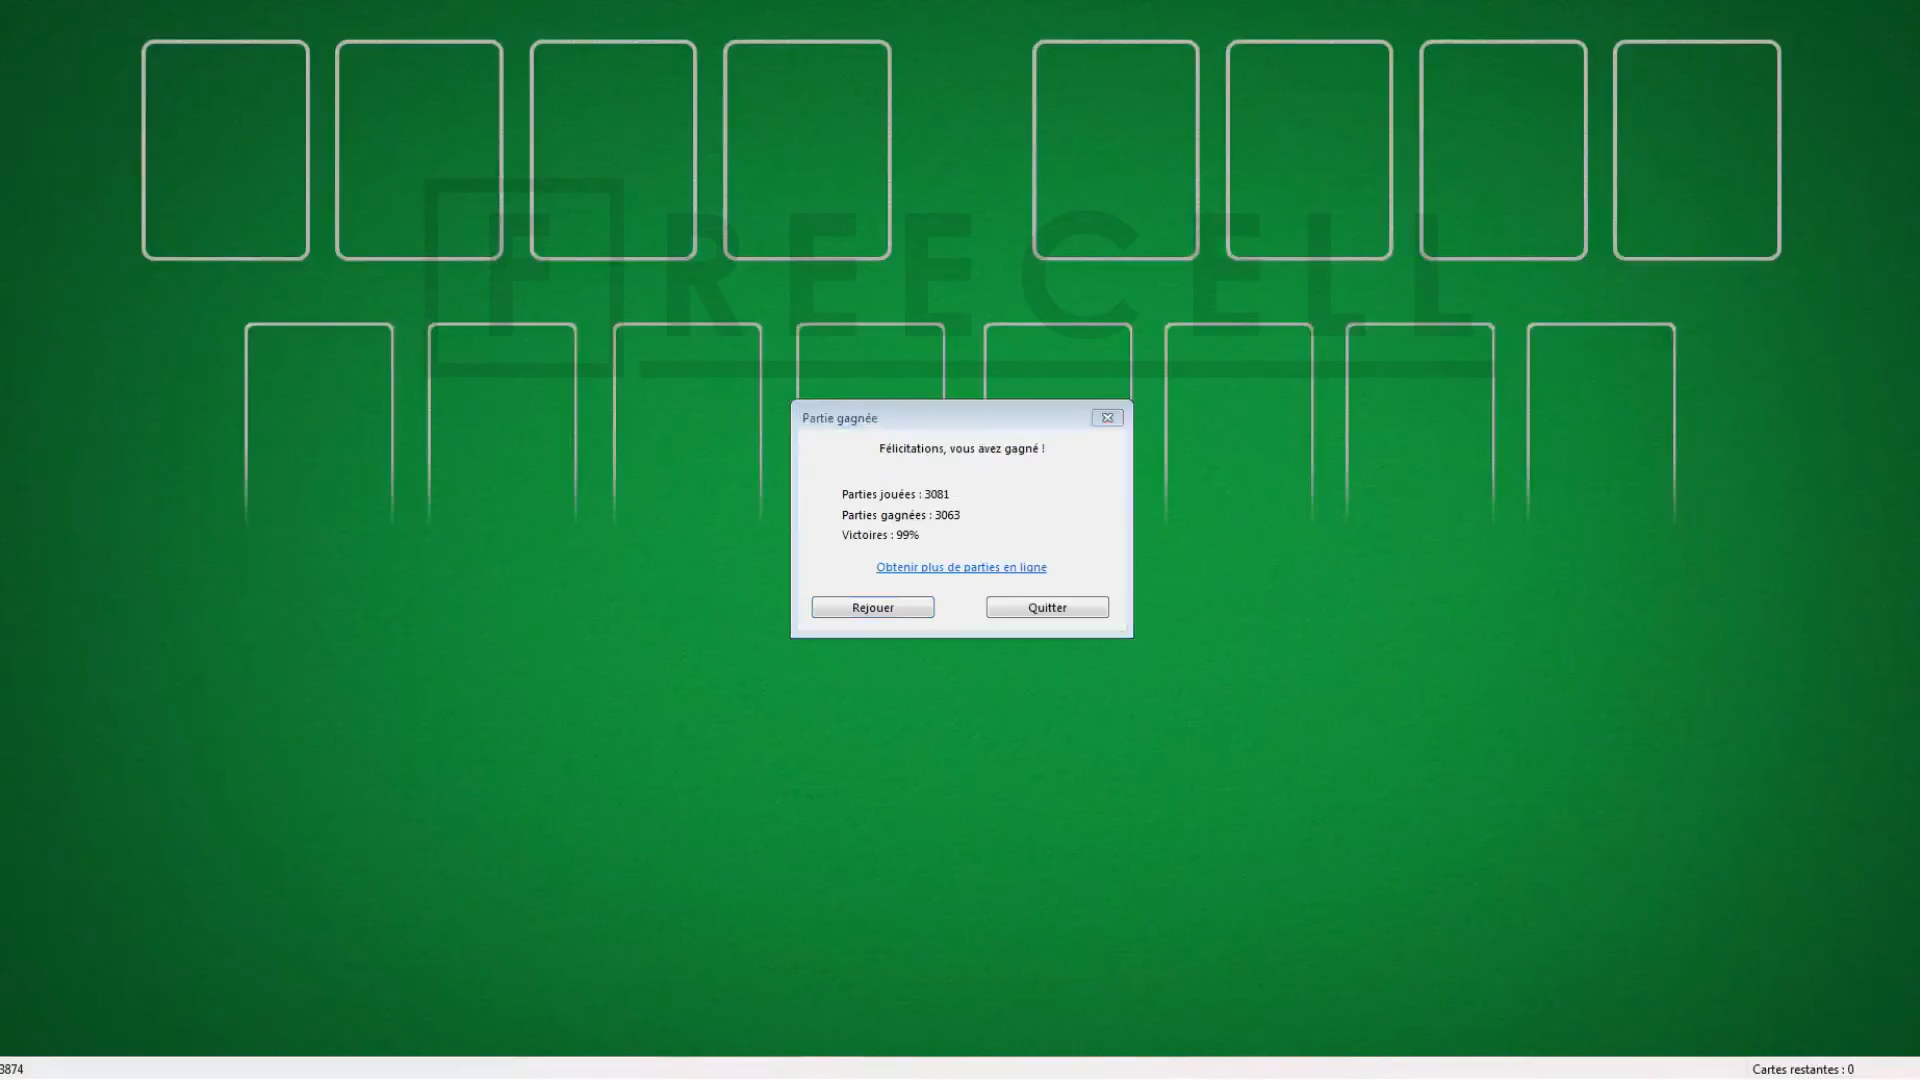 FREECELL
Partie gagnée
Félicitations, vous avez gagné !
Parties jouées : 3081
Parties gagnées : 3063
Victoires : 99%
Obtenir plus de parties en ligne
Rejouer
Quitter
3874
Cartes restantes : 0